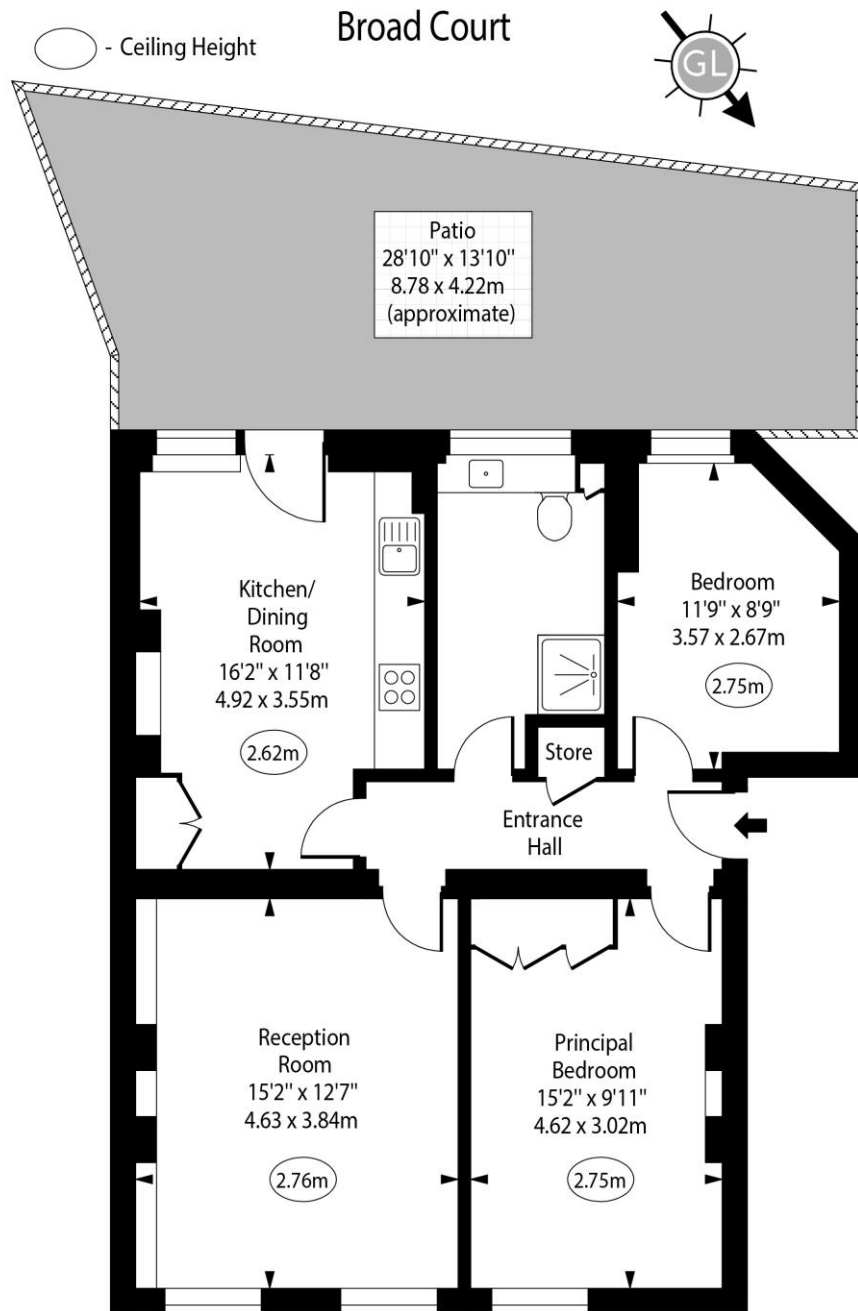 Broad Court
- Ceiling Height
GL
Patio
28'10" x 13'10"
8.78 x 4.22m
(approximate)
Kitchen/
Dining
Room
16'2" x 11'8"
4.92 x 3.55m
2.62m
Bedroom
11'9" x 8'9"
3.57 x 2.67m
2.75m
Store
Entrance
Hall
Reception
Room
15'2" x 12'7"
4.63 x 3.84m
2.76m
Principal
Bedroom
15'2" x 9'11"
4.62 x 3.02m
2.75m